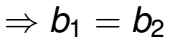 ⇒ b₁ = b₂